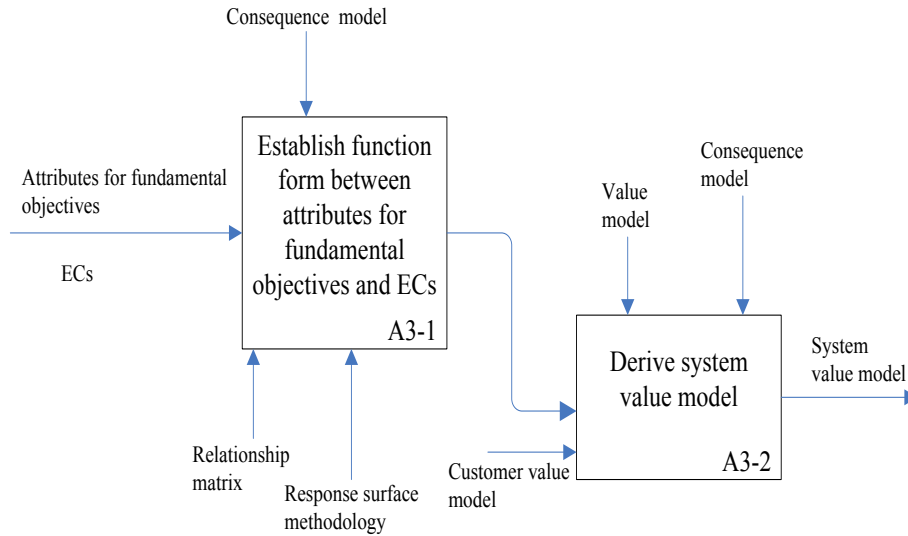 Consequence model
Establish function
form between
attributes for
fundamental
objectives and ECs
A3-1
Attributes for fundamental
objectives
ECs
Relationship
matrix
Response surface
methodology
Value
model
Consequence
model
Derive system
value model
A3-2
Customer value
model
System
value model